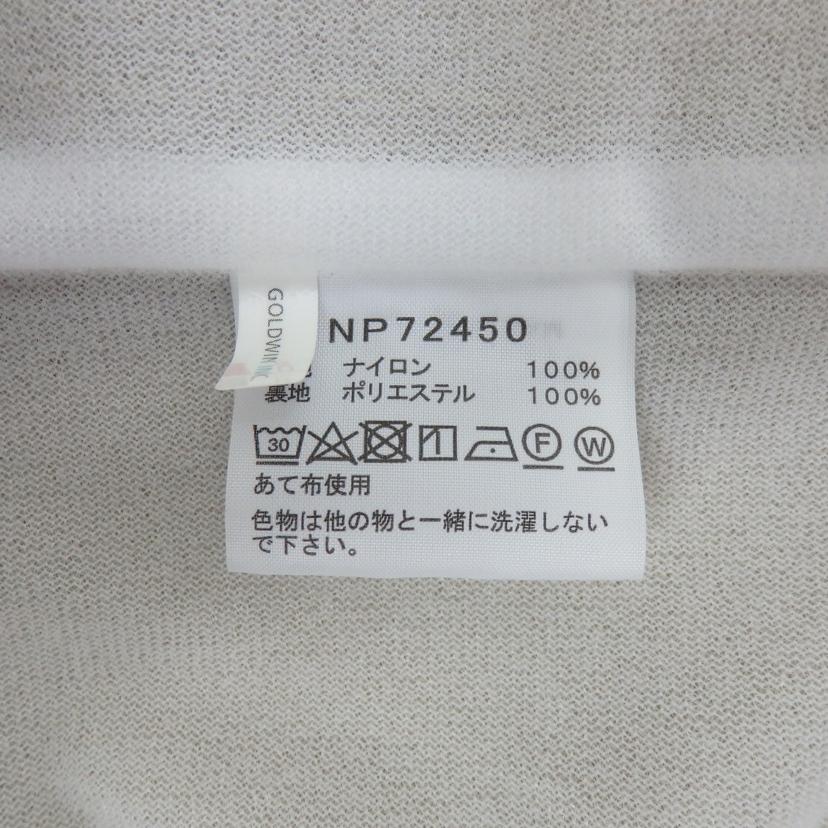 GOLDWIN INC
NP72450
地 ナイロン 100%
裏地 ポリエステル 100%
30 F W
あて布使用
色物は他の物と一緒に洗濯しない
で下さい。